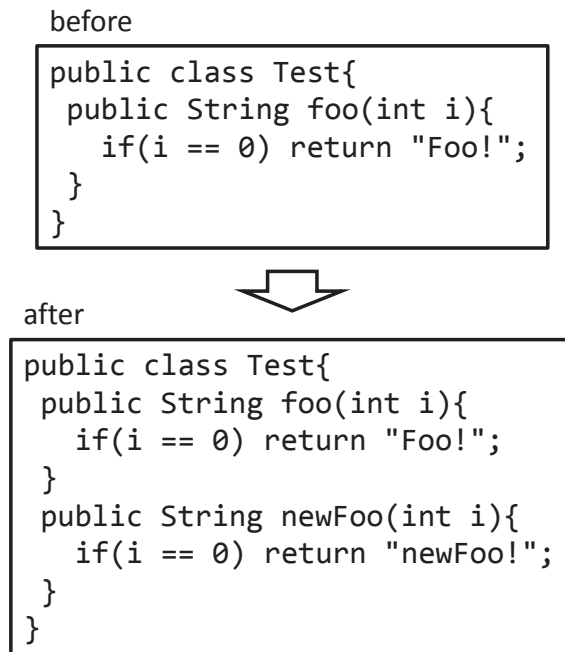 before
public class Test{
 public String foo(int i){
   if(i == 0) return "Foo!";
 }
}
after
public class Test{
 public String foo(int i){
   if(i == 0) return "Foo!";
 }
 public String newFoo(int i){
   if(i == 0) return "newFoo!";
 }
}